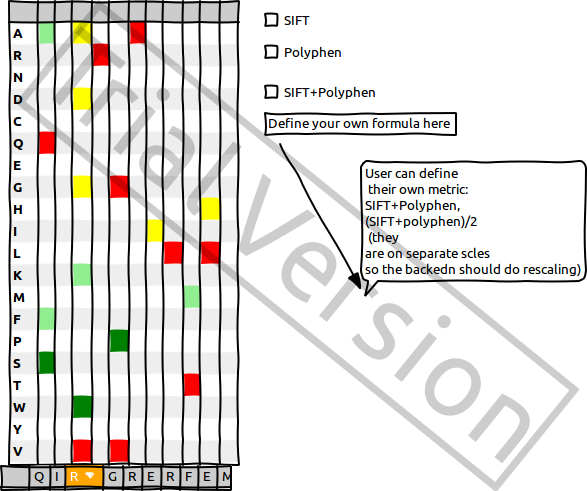 SIFT
Polyphen
SIFT+Polyphen
Define your own formula here
User can define
their own metric:
SIFT+Polyphen,
(SIFT+polyphen)/2
(they
are on separate scles
so the backedn should do rescaling)
A
R
N
D
C
Q
E
G
H
I
L
K
M
F
P
S
T
W
Y
V
Q I R G R E R F E M
Trial Version